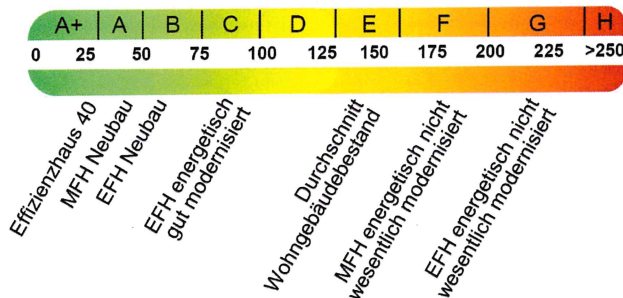 A+ A B C D E F G H
0 25 50 75 100 125 150 175 200 225 >250
Effizienzhaus 40
MFH Neubau
EFH Neubau
EFH energetisch
gut modernisiert
Durchschnitt
Wohngebäudebestand
MFH energetisch nicht
wesentlich modernisiert
EFH energetisch nicht
wesentlich modernisiert